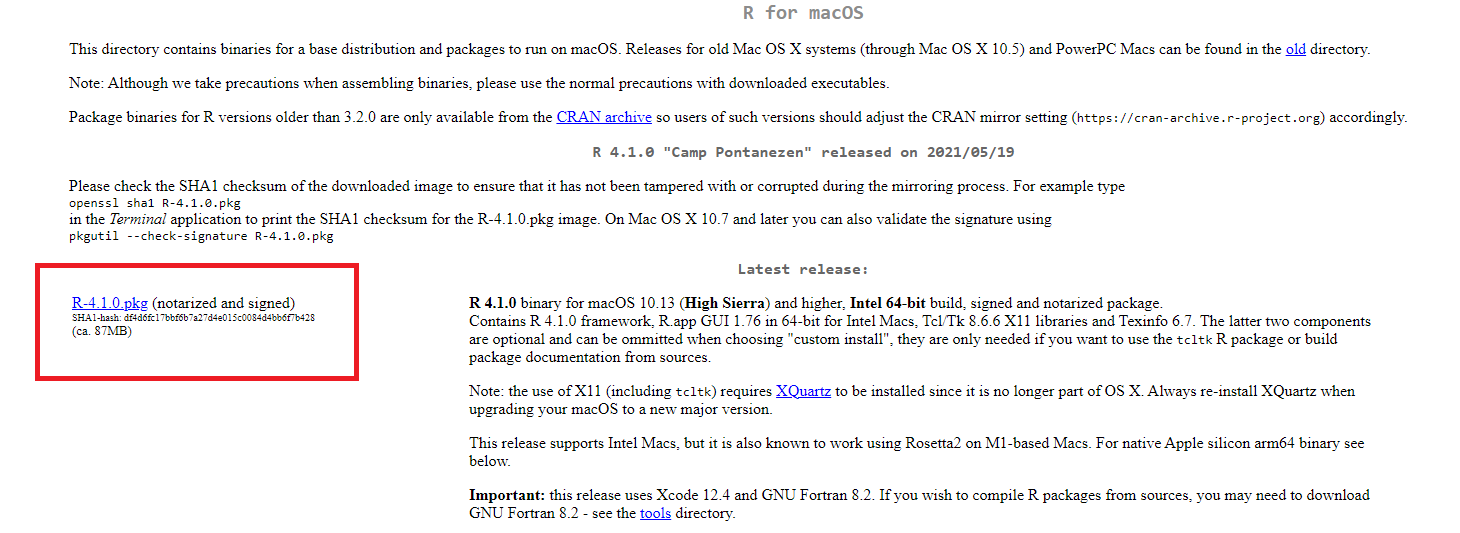 R for macOS
This directory contains binaries for a base distribution and packages to run on macOS. Releases for old Mac OS X systems (through Mac OS X 10.5) and PowerPC Macs can be found in the old directory.
Note: Although we take precautions when assembling binaries, please use the normal precautions with downloaded executables.
Package binaries for R versions older than 3.2.0 are only available from the CRAN archive so users of such versions should adjust the CRAN mirror setting (https://cran-archive.r-project.org) accordingly.
R 4.1.0 "Camp Pontanezen" released on 2021/05/19
Please check the SHA1 checksum of the downloaded image to ensure that it has not been tampered with or corrupted during the mirroring process. For example type
openssl sha1 R-4.1.0.pkg
in the Terminal application to print the SHA1 checksum for the R-4.1.0.pkg image. On Mac OS X 10.7 and later you can also validate the signature using
pkgutil --check-signature R-4.1.0.pkg
Latest release:
R-4.1.0.pkg (notarized and signed)
SHA1-hash: df4d6fc17bbf6b7a27d4e015c0084d4bb6f7b428
(ca. 87MB)
R 4.1.0 binary for macOS 10.13 (High Sierra) and higher, Intel 64-bit build, signed and notarized package.
Contains R 4.1.0 framework, R.app GUI 1.76 in 64-bit for Intel Macs, Tcl/Tk 8.6.6 X11 libraries and Texinfo 6.7. The latter two components
are optional and can be ommitted when choosing "custom install", they are only needed if you want to use the tcltk R package or build
package documentation from sources.
Note: the use of X11 (including tcltk) requires XQuartz to be installed since it is no longer part of OS X. Always re-install XQuartz when
upgrading your macOS to a new major version.
This release supports Intel Macs, but it is also known to work using Rosetta2 on M1-based Macs. For native Apple silicon arm64 binary see
below.
Important: this release uses Xcode 12.4 and GNU Fortran 8.2. If you wish to compile R packages from sources, you may need to download
GNU Fortran 8.2 - see the tools directory.